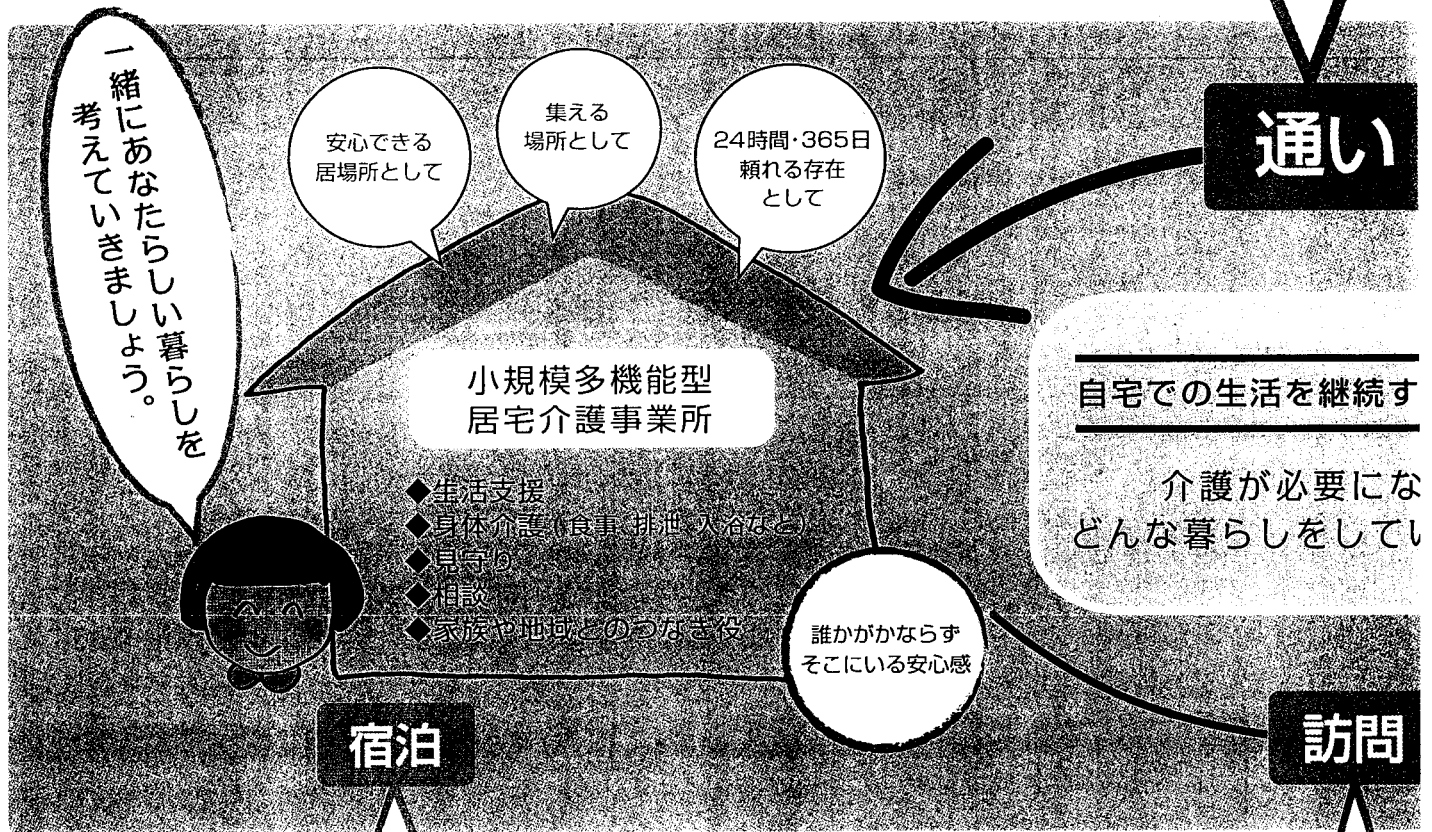 一緒にあなたらしい暮らしを
考えていきましょう。
安心できる
居場所として
集える
場所として
24時間・365日
頼れる存在
として
通い
小規模多機能型
居宅介護事業所
◆生活支援
◆身体介護(食事、排泄、入浴など)
◆見守り
◆相談
◆家族や地域とのつなぎ役
自宅での生活を継続す
介護が必要にな
どんな暮らしをしてい
誰かがかならず
そこにいる安心感
宿泊
訪問